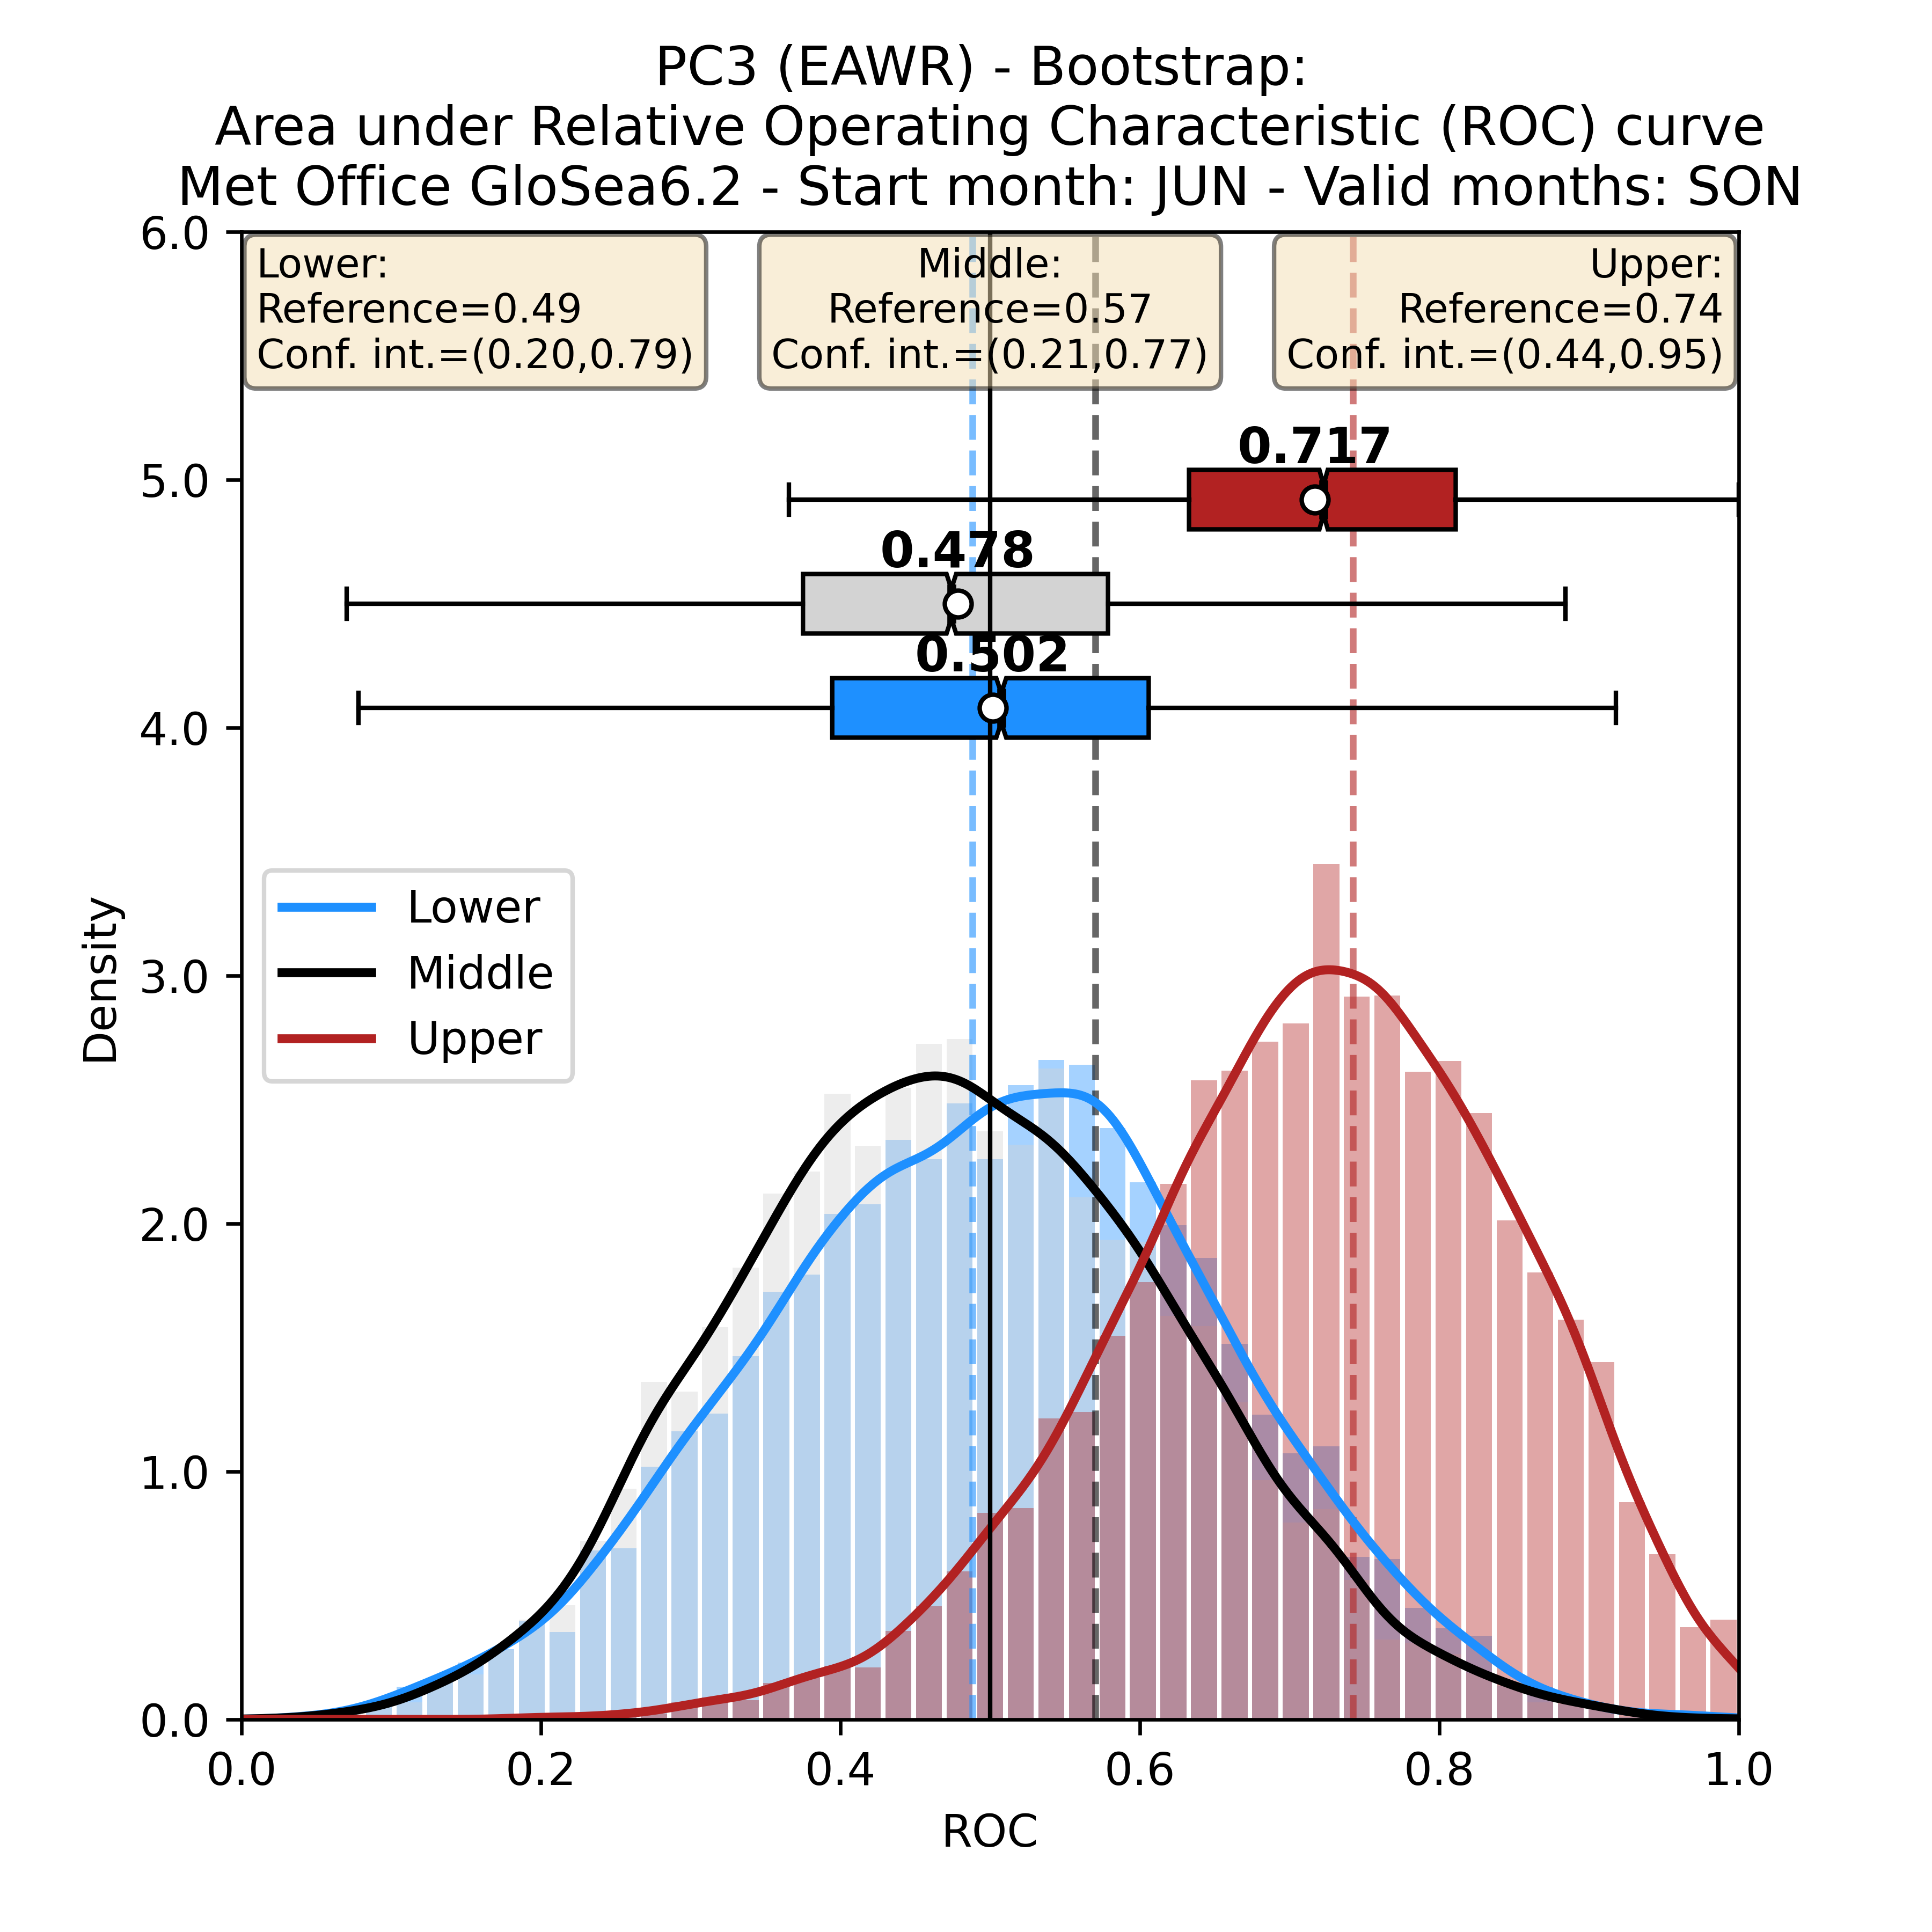 PC3 (EAWR) - Bootstrap:
Area under Relative Operating Characteristic (ROC) curve
Met Office GloSea6.2 - Start month: JUN - Valid months: SON
Lower:
Reference=0.49
Conf. int.=(0.20,0.79)
Middle:
Reference=0.57
Conf. int.=(0.21,0.77)
Upper:
Reference=0.74
Conf. int.=(0.44,0.95)
0.717
0.478
0.502
Lower
Middle
Upper
Density
6.0
5.0
4.0
3.0
2.0
1.0
0.0
0.0 0.2 0.4 0.6 0.8 1.0
ROC